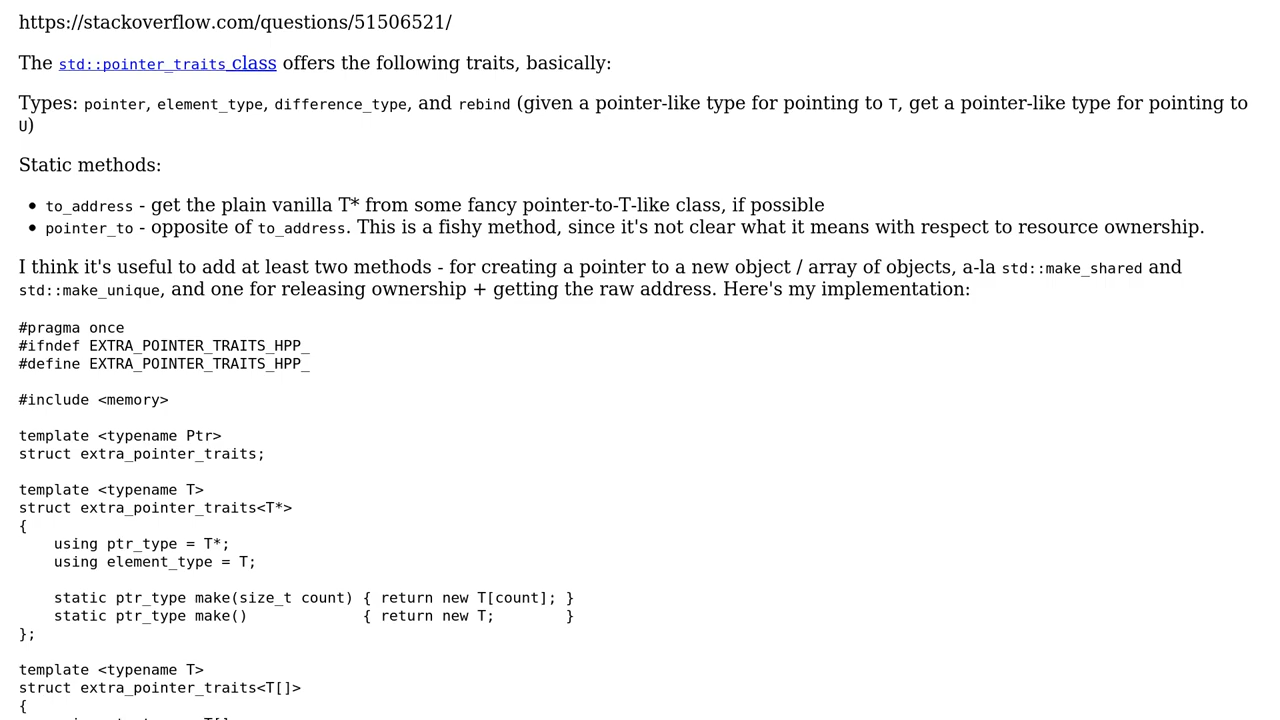 https://stackoverflow.com/questions/51506521/
The std::pointer_traits class offers the following traits, basically:
Types: pointer, element_type, difference_type, and rebind (given a pointer-like type for pointing to T, get a pointer-like type for pointing to
U)
Static methods:
• to_address - get the plain vanilla T* from some fancy pointer-to-T-like class, if possible
• pointer_to - opposite of to_address. This is a fishy method, since it's not clear what it means with respect to resource ownership.
I think it's useful to add at least two methods - for creating a pointer to a new object / array of objects, a-la std::make_shared and
std::make_unique, and one for releasing ownership + getting the raw address. Here's my implementation:
#pragma once
#ifndef EXTRA_POINTER_TRAITS_HPP_
#define EXTRA_POINTER_TRAITS_HPP_
#include <memory>
template <typename Ptr>
struct extra_pointer_traits;
template <typename T>
struct extra_pointer_traits<T*>
{
    using ptr_type = T*;
    using element_type = T;
    static ptr_type make(size_t count) { return new T[count]; }
    static ptr_type make()             { return new T;        }
};
template <typename T>
struct extra_pointer_traits<T[]>
{